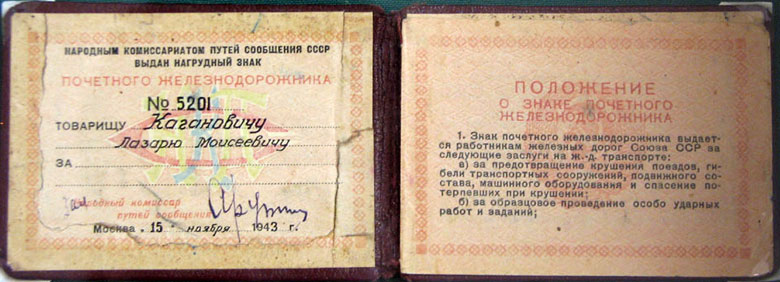 НАРОДНЫМ КОМИССАРИАТОМ ПУТЕЙ СООБЩЕНИЯ СССР
ВЫДАН НАГРУДНЫЙ ЗНАК
ПОЧЕТНОГО ЖЕЛЕЗНОДОРОЖНИКА
№ 5201
ТОВАРИЩУ Кагановичу
Лазарю Моисеевичу
ЗА
Зам Народный комиссар
путей сообщения
Москва. 15 " ноября 1943 г.
ПОЛОЖЕНИЕ
О ЗНАКЕ ПОЧЕТНОГО
ЖЕЛЕЗНОДОРОЖНИКА
1. Знак почетного железнодорожника выдает-
ся работникам железных дорог Союза ССР за
следующие заслуги на ж.-д. транспорте:
а) за предотвращение крушения поездов, ги-
бели транспортных сооружений, подвижного со-
става, машинного оборудования и спасение по-
терпевших при крушении;
б) за образцовое проведение особо ударных
работ и заданий;